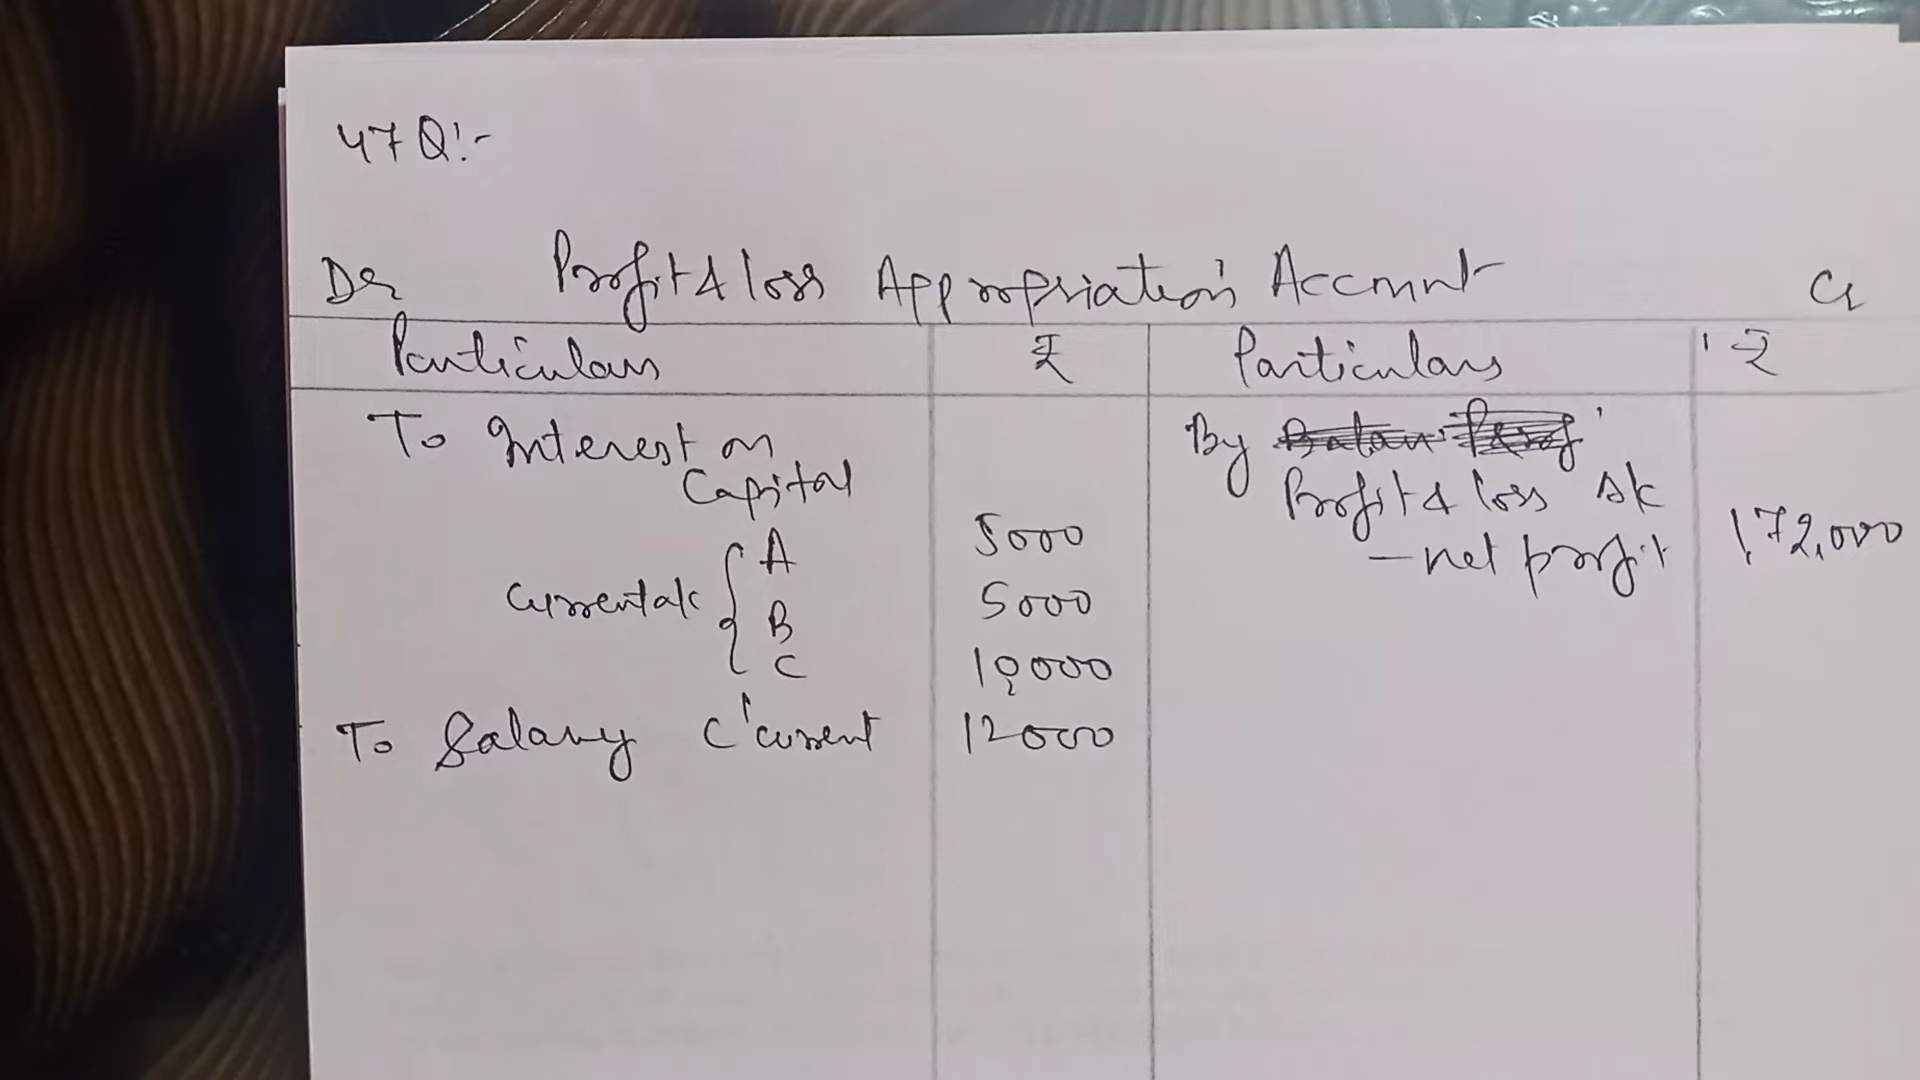 47 Q:-
Dr Profit & loss Appropriation Account Cr
Particulars ₹ Particulars ₹
To Interest on By
Capital Profit & loss A/c
A 5000 - net profit 1,72,000
Current A/c B 5000
C 10,000
To Salary C's current 12000